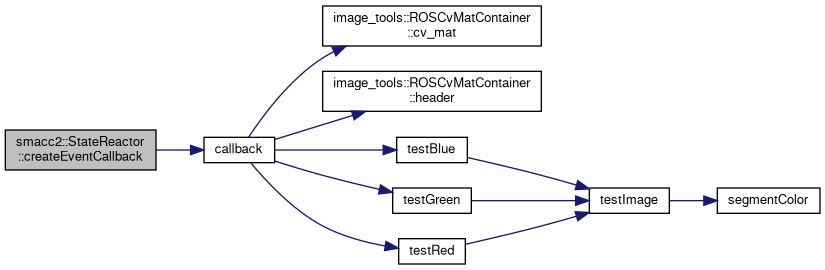 smacc2::StateReactor
::createEventCallback
callback
image_tools::ROSCvMatContainer
::cv_mat
image_tools::ROSCvMatContainer
::header
testBlue
testGreen
testRed
testImage
segmentColor